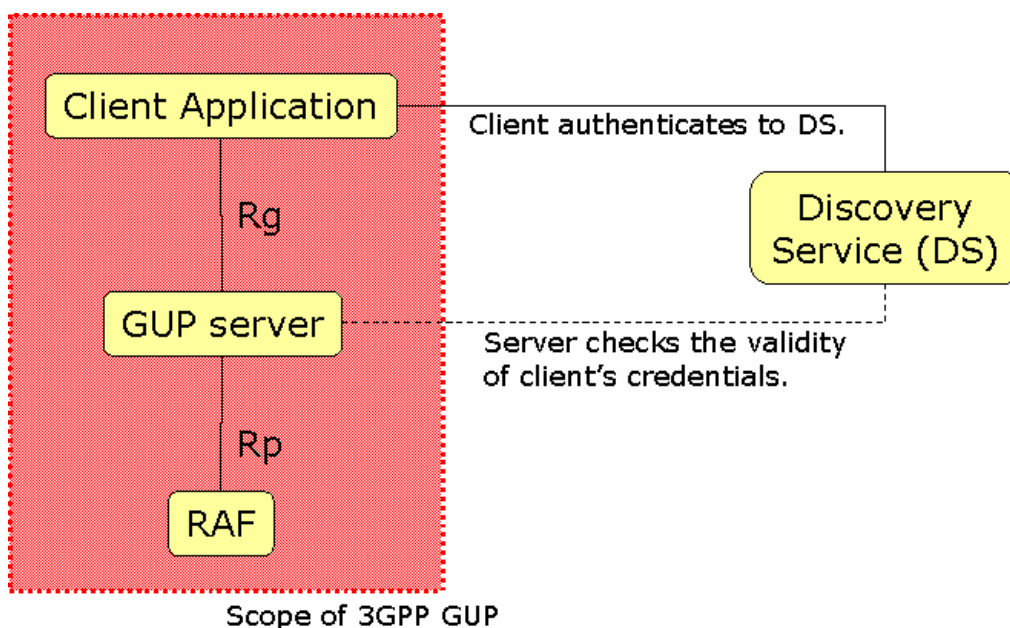 Client Application
Client authenticates to DS.
Discovery
Service (DS)
Rg
GUP server
Server checks the validity
of client's credentials.
Rp
RAF
Scope of 3GPP GUP